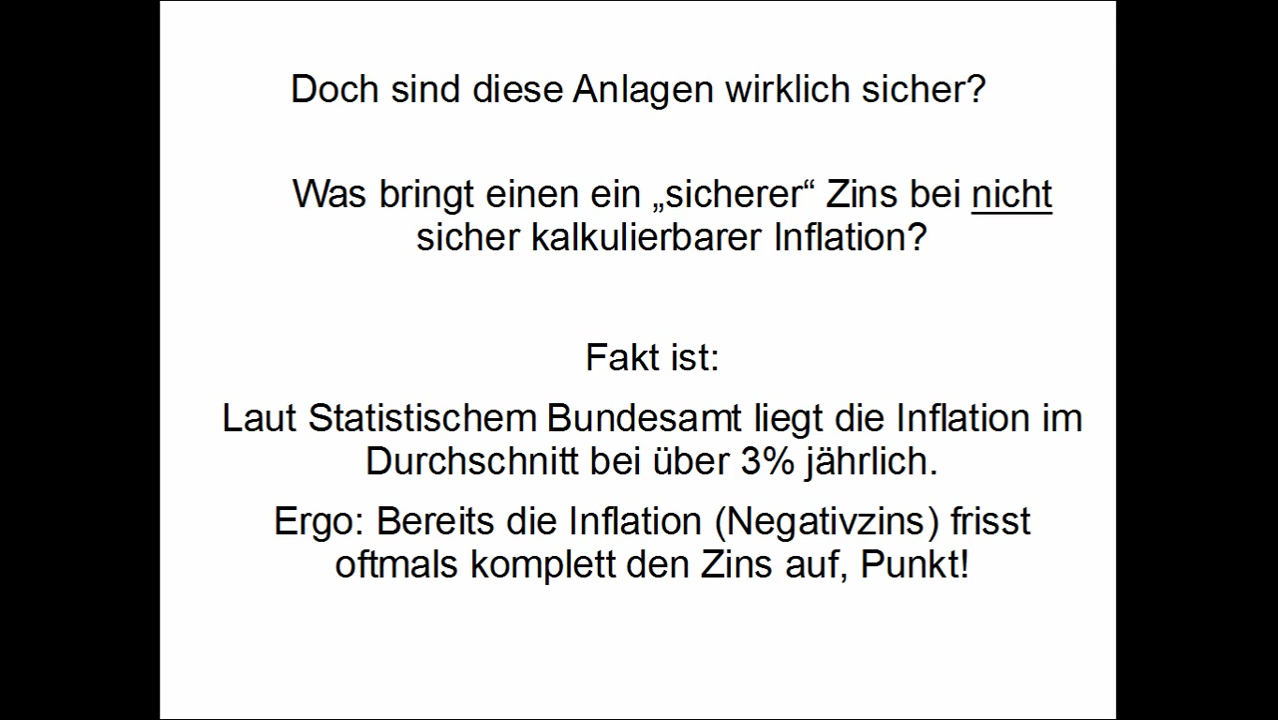 Doch sind diese Anlagen wirklich sicher?
Was bringt einen ein „sicherer“ Zins bei nicht
sicher kalkulierbarer Inflation?
Fakt ist:
Laut Statistischem Bundesamt liegt die Inflation im
Durchschnitt bei über 3% jährlich.
Ergo: Bereits die Inflation (Negativzins) frisst
oftmals komplett den Zins auf, Punkt!